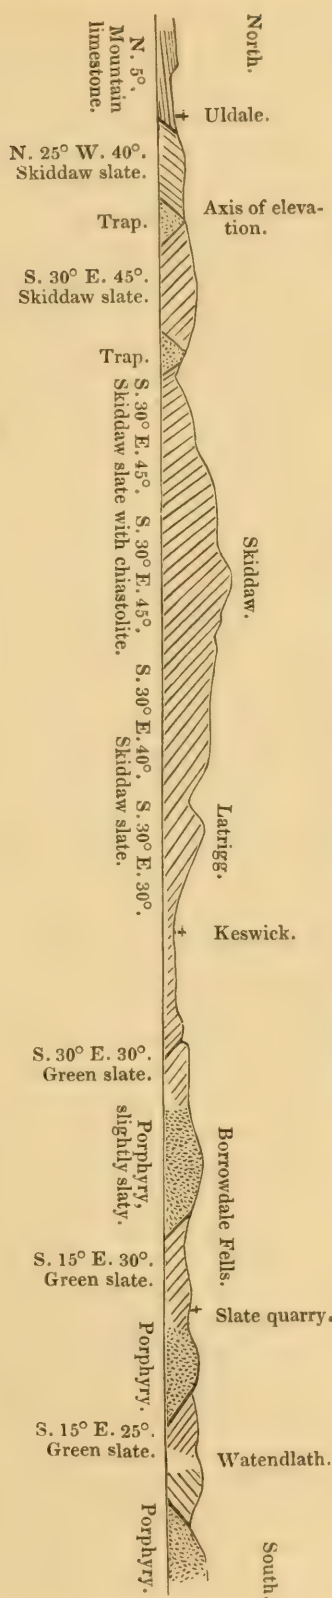 North.
N. 5°.
Mountain
limestone.
Uldale.
N. 25° W. 40°.
Skiddaw slate.
Trap.
Axis of eleva-
tion.
S. 30° E. 45°.
Skiddaw slate.
Trap.
S. 30° E. 45°. S. 30° E. 45°.
Skiddaw slate with chiastolite.
Skiddaw.
S. 30° E. 40°. S. 30° E. 30°.
Skiddaw slate.
Latrigg.
Keswick.
S. 30° E. 30°.
Green slate.
Porphyry,
slightly slaty.
Borrowdale Fells.
S. 15° E. 30°.
Green slate.
Slate quarry.
Porphyry.
S. 15° E. 25°.
Green slate.
Watendlath.
Porphyry.
South.